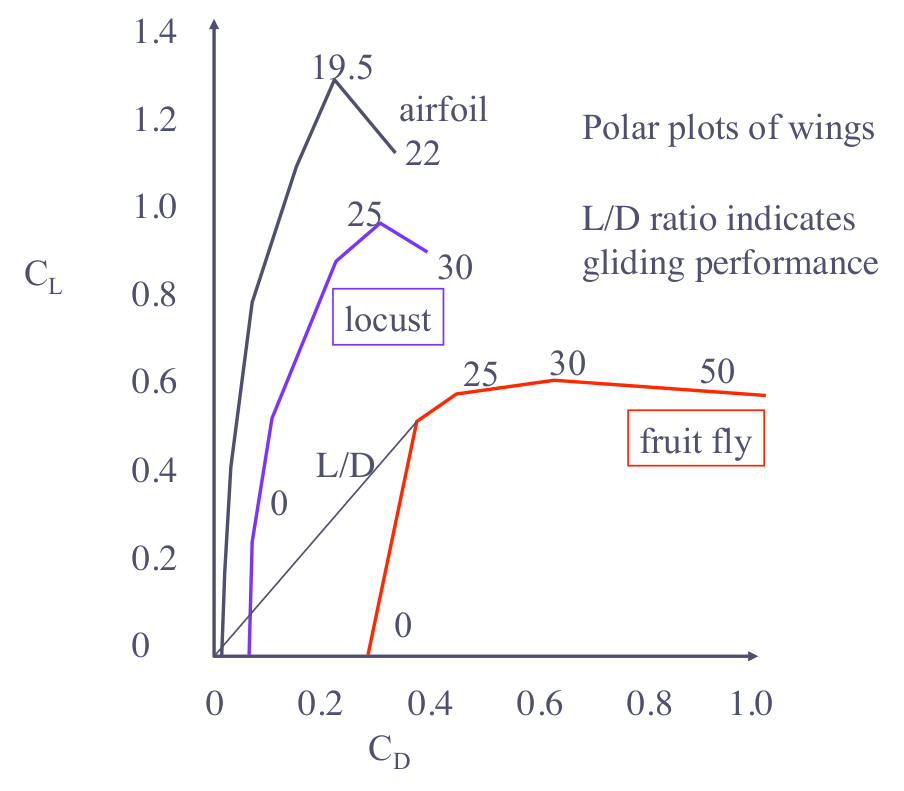 1.4
19.5
airfoil
1.2
Polar plots of wings
22
1.0
25
L/D ratio indicates
gliding performance
30
C_L
0.8
locust
0.6
25
30
50
fruit fly
0.4
L/D
0
0.2
0
0
0 0.2 0.4 0.6 0.8 1.0
C_D